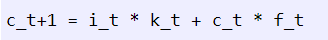 c_t+1 = i_t * k_t + c_t * f_t